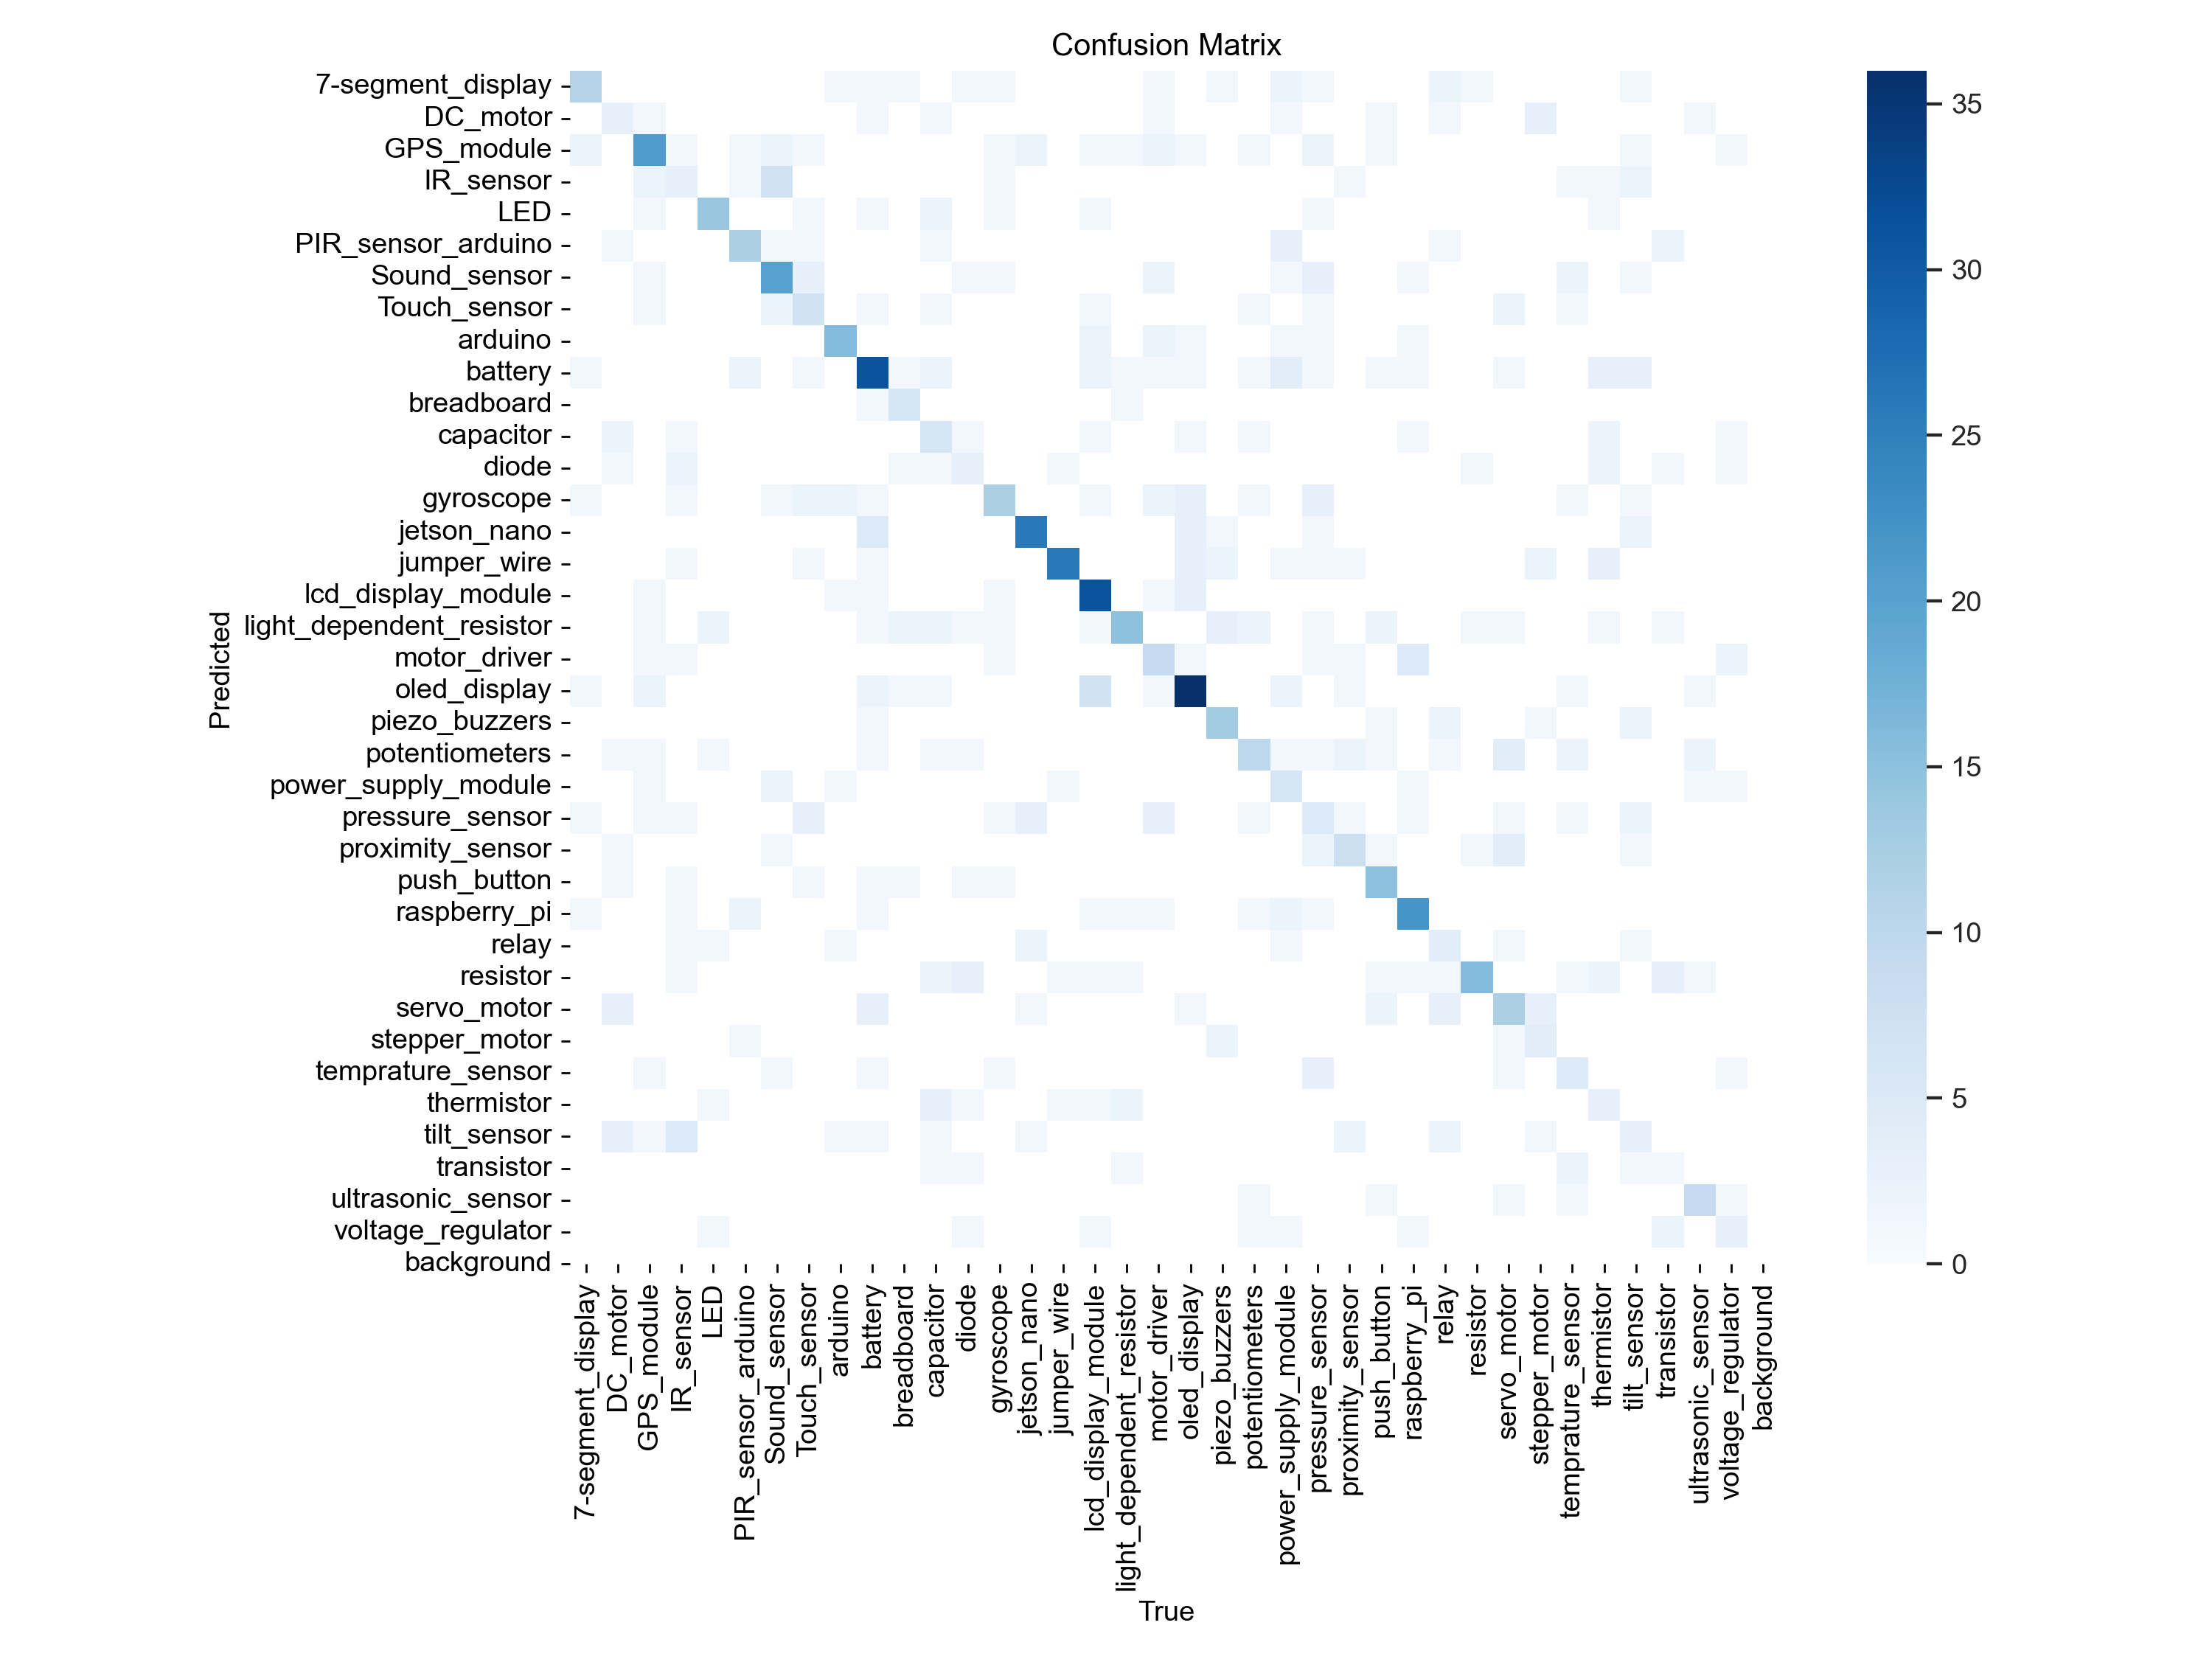 Confusion Matrix
7-segment_display
DC_motor
GPS_module
IR_sensor
LED
PIR_sensor_arduino
Sound_sensor
Touch_sensor
arduino
battery
breadboard
capacitor
diode
gyroscope
jetson_nano
jumper_wire
lcd_display_module
light_dependent_resistor
motor_driver
oled_display
piezo_buzzers
potentiometers
power_supply_module
pressure_sensor
proximity_sensor
push_button
raspberry_pi
relay
resistor
servo_motor
stepper_motor
temprature_sensor
thermistor
tilt_sensor
transistor
ultrasonic_sensor
voltage_regulator
background
Predicted
7-segment_display
DC_motor
GPS_module
IR_sensor
LED
PIR_sensor_arduino
Sound_sensor
Touch_sensor
arduino
battery
breadboard
capacitor
diode
gyroscope
jetson_nano
jumper_wire
lcd_display_module
light_dependent_resistor
motor_driver
oled_display
piezo_buzzers
potentiometers
power_supply_module
pressure_sensor
proximity_sensor
push_button
raspberry_pi
relay
resistor
servo_motor
stepper_motor
temprature_sensor
thermistor
tilt_sensor
transistor
ultrasonic_sensor
voltage_regulator
background
True
35
30
25
20
15
10
5
0